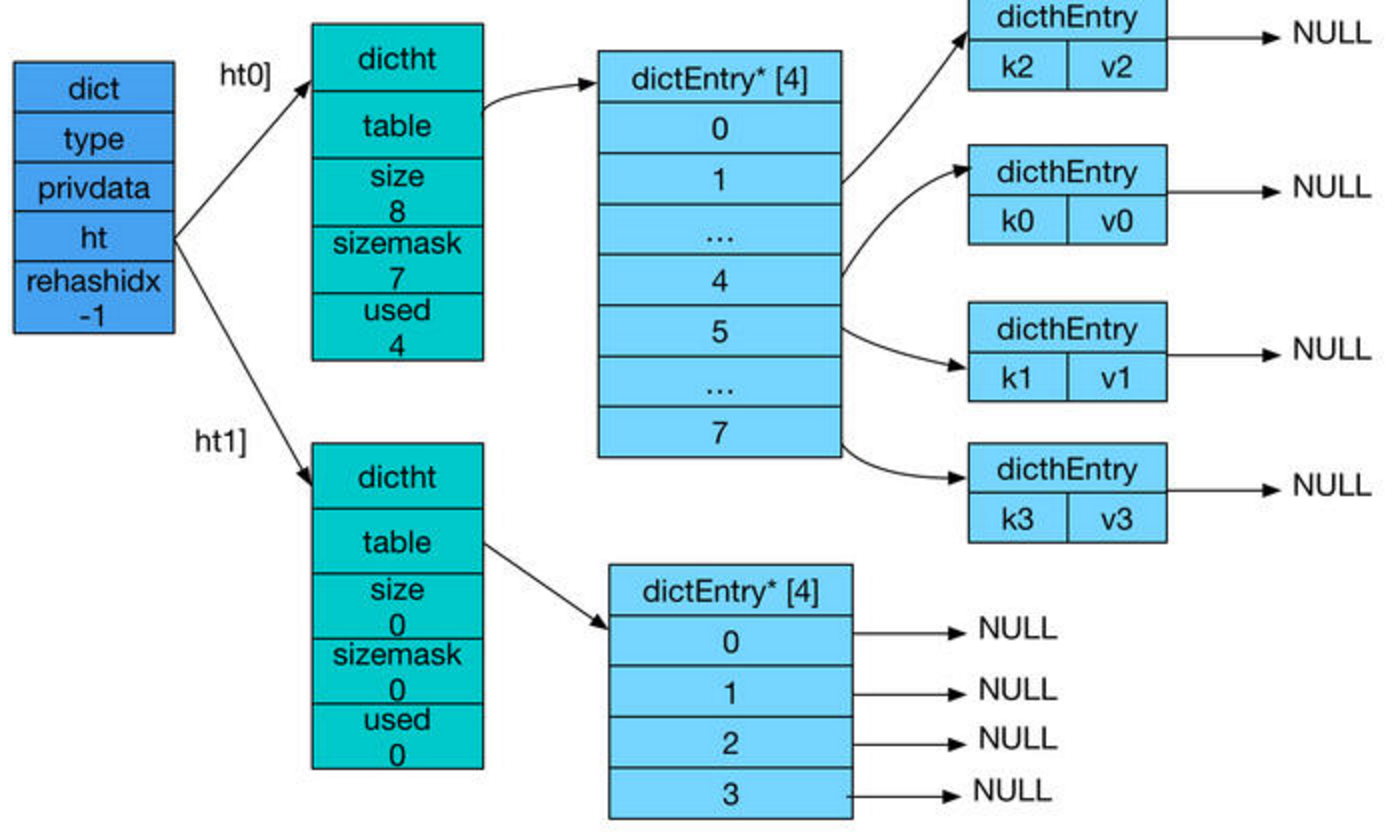 dict
type
privdata
ht
rehashidx
-1
ht0]
dictht
table
size
8
sizemask
7
used
4
dictEntry* [4]
0
1
...
4
5
...
7
dicthEntry
k2 v2
NULL
dicthEntry
k0 v0
NULL
dicthEntry
k1 v1
NULL
dicthEntry
k3 v3
NULL
ht1]
dictht
table
size
0
sizemask
0
used
0
dictEntry* [4]
0
NULL
1
NULL
2
NULL
3
NULL